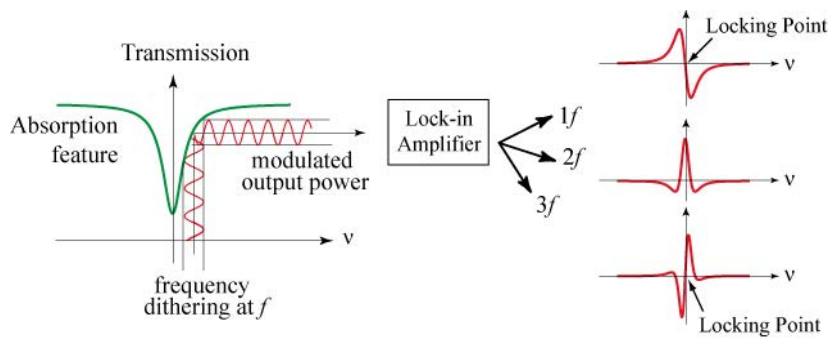 Transmission
Absorption
feature
modulated
output power
ν
frequency
dithering at f
Lock-in
Amplifier
1f
2f
3f
Locking Point
ν
ν
ν
Locking Point